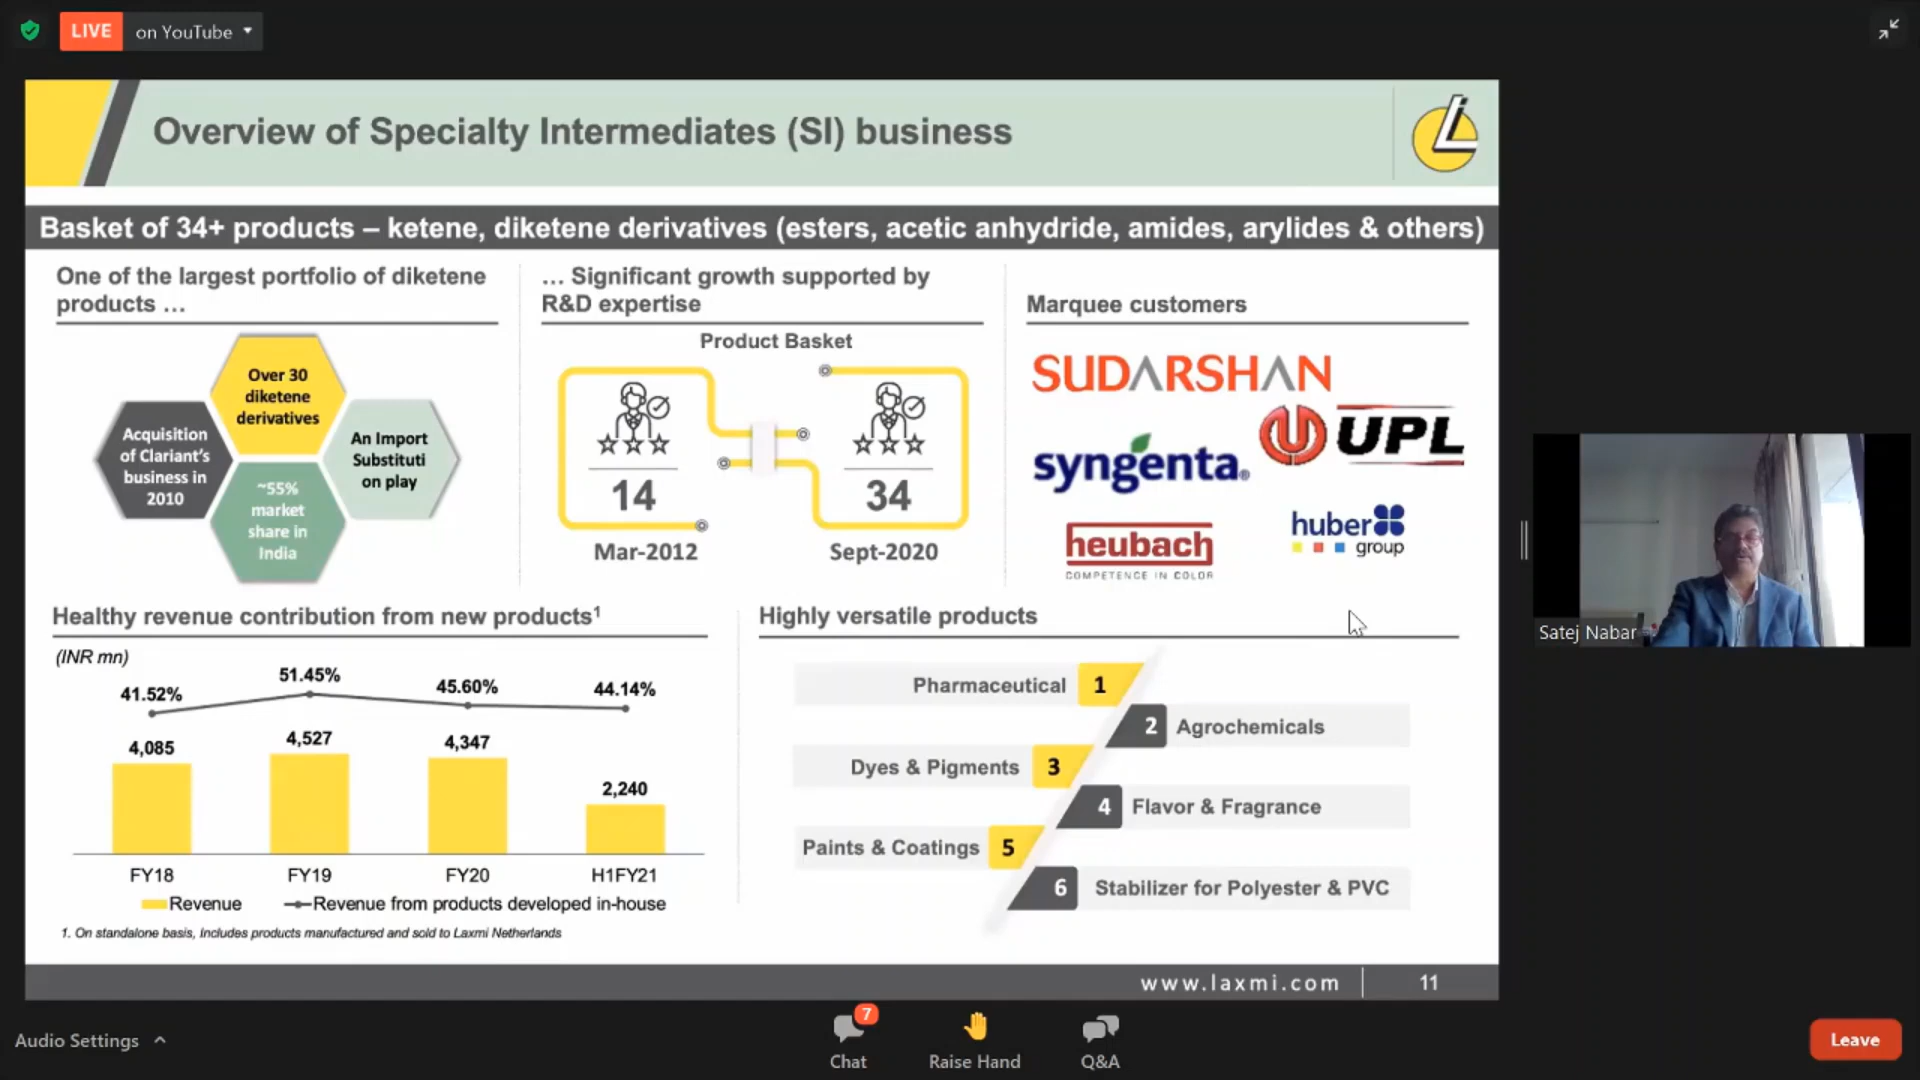 LIVE on YouTube
Overview of Specialty Intermediates (SI) business
Basket of 34+ products – ketene, diketene derivatives (esters, acetic anhydride, amides, arylides & others)
One of the largest portfolio of diketene
products ...
Over 30
diketene
derivatives
Acquisition
of Clariant's
business in
2010
An Import
Substituti
on play
~55%
market
share in
India
... Significant growth supported by
R&D expertise
Product Basket
14
34
Mar-2012
Sept-2020
Marquee customers
SUDARSHAN
UPL
syngenta®
heubach
COMPETENCE IN COLOR
huber
group
Healthy revenue contribution from new products¹
(INR mn)
41.52% 51.45% 45.60% 44.14%
4,085 4,527 4,347 2,240
FY18 FY19 FY20 H1FY21
Revenue Revenue from products developed in-house
1. On standalone basis, Includes products manufactured and sold to Laxmi Netherlands
Highly versatile products
Pharmaceutical 1
2 Agrochemicals
Dyes & Pigments 3
4 Flavor & Fragrance
Paints & Coatings 5
6 Stabilizer for Polyester & PVC
www.laxmi.com 11
Satej Nabar
Audio Settings
7
Chat
Raise Hand
Q&A
Leave